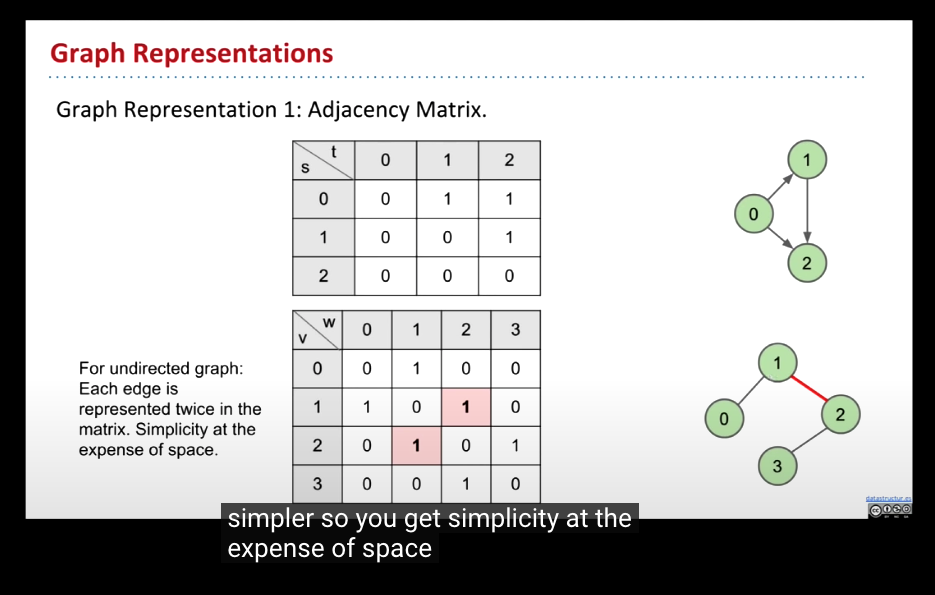 Graph Representations
Graph Representation 1: Adjacency Matrix.
s t 0 1 2
0 0 1 1
1 0 0 1
2 0 0 0
1
0
2
For undirected graph:
Each edge is
represented twice in the
matrix. Simplicity at the
expense of space.
v w 0 1 2 3
0 0 1 0 0
1 1 0 1 0
2 0 1 0 1
3 0 0 1 0
1
0
2
3
datastructur.es
simpler so you get simplicity at the
expense of space